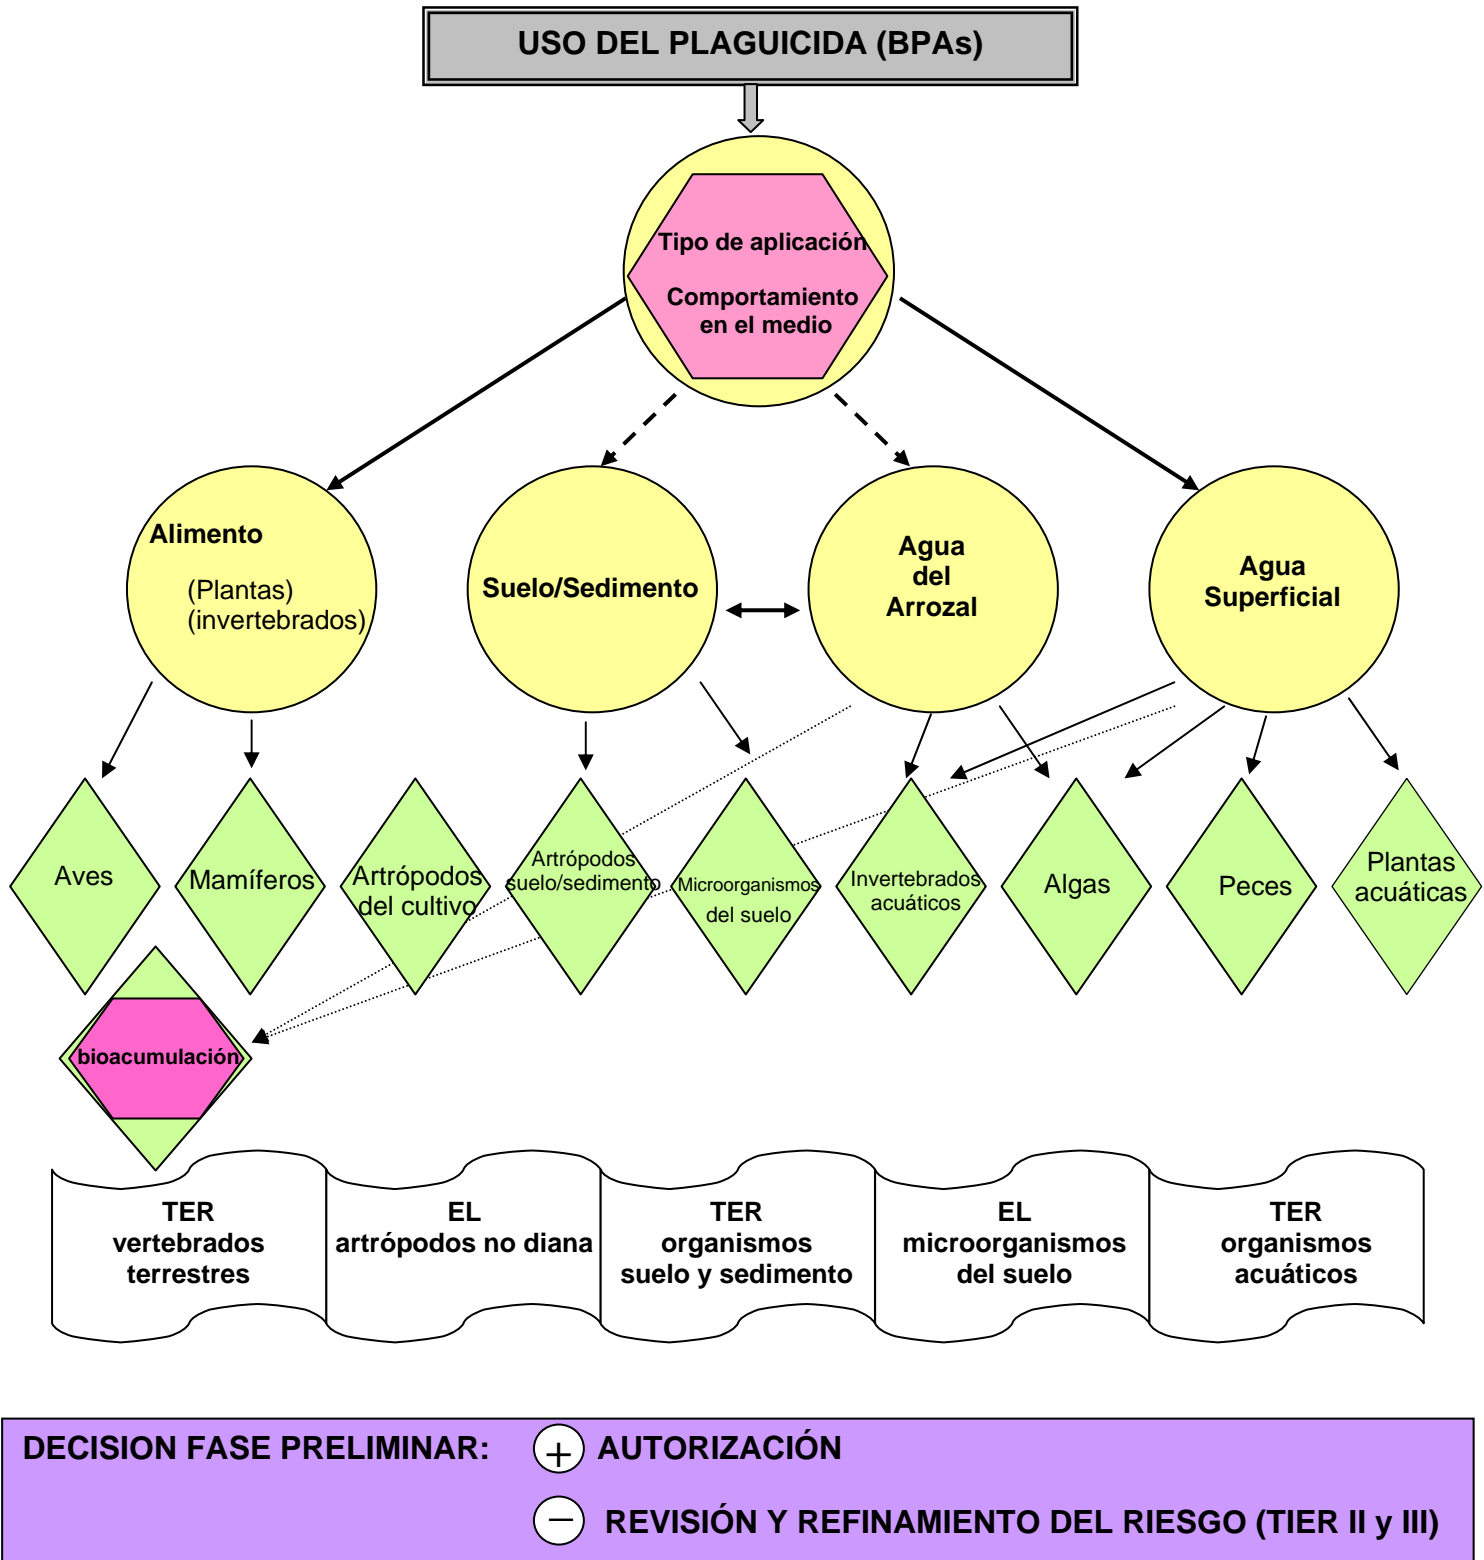 USO DEL PLAGUICIDA (BPAs)
Tipo de aplicación
Comportamiento
en el medio
Alimento
(Plantas)
(invertebrados)
Suelo/Sedimento
Agua
del
Arrozal
Agua
Superficial
Aves
Mamíferos
Artrópodos
del cultivo
Artrópodos
suelo/sedimento
Microorganismos
del suelo
Invertebrados
acuáticos
Algas
Peces
Plantas
acuáticas
bioacumulación
TER
vertebrados
terrestres
EL
artrópodos no diana
TER
organismos
suelo y sedimento
EL
microorganismos
del suelo
TER
organismos
acuáticos
DECISION FASE PRELIMINAR: + AUTORIZACIÓN
− REVISIÓN Y REFINAMIENTO DEL RIESGO (TIER II y III)